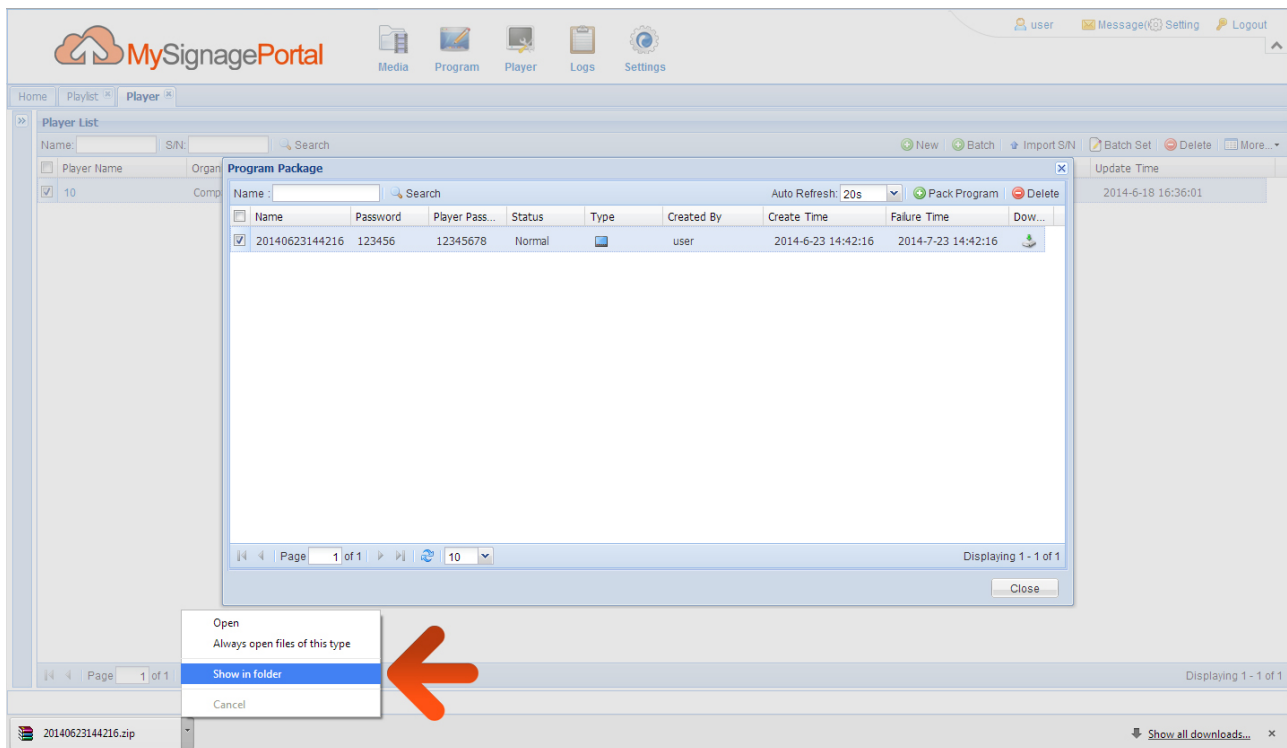 user Message( Setting Logout
MySignagePortal
Media Program Player Logs Settings
Home Playlist Player
Player List
Name: S/N: Search New Batch Import S/N Batch Set Delete More...
Player Name Organ Update Time
10 Comp 2014-6-18 16:36:01
Program Package
Name : Search Auto Refresh: 20s Pack Program Delete
Name Password Player Pass... Status Type Created By Create Time Failure Time Dow...
20140623144216 123456 12345678 Normal user 2014-6-23 14:42:16 2014-7-23 14:42:16
Page 1 of 1 10 Displaying 1 - 1 of 1
Close
Open
Always open files of this type
Show in folder
Cancel
Page 1 of 1 Displaying 1 - 1 of 1
20140623144216.zip Show all downloads...